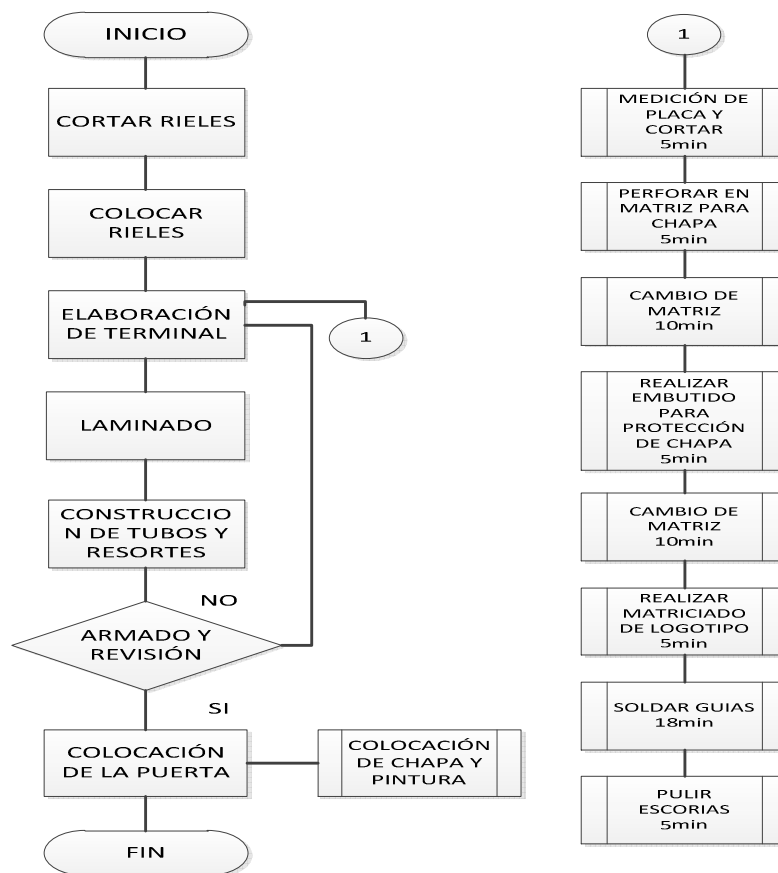 INICIO
CORTAR RIELES
COLOCAR
RIELES
ELABORACIÓN
DE TERMINAL
1
LAMINADO
CONSTRUCCIO
N DE TUBOS Y
RESORTES
NO
ARMADO Y
REVISIÓN
SI
COLOCACIÓN
DE LA PUERTA
COLOCACIÓN
DE CHAPA Y
PINTURA
FIN
1
MEDICIÓN DE
PLACA Y
CORTAR
5min
PERFORAR EN
MATRIZ PARA
CHAPA
5min
CAMBIO DE
MATRIZ
10min
REALIZAR
EMBUTIDO
PARA
PROTECCIÓN
DE CHAPA
5min
CAMBIO DE
MATRIZ
10min
REALIZAR
MATRICIADO
DE LOGOTIPO
5min
SOLDAR GUIAS
18min
PULIR
ESCORIAS
5min